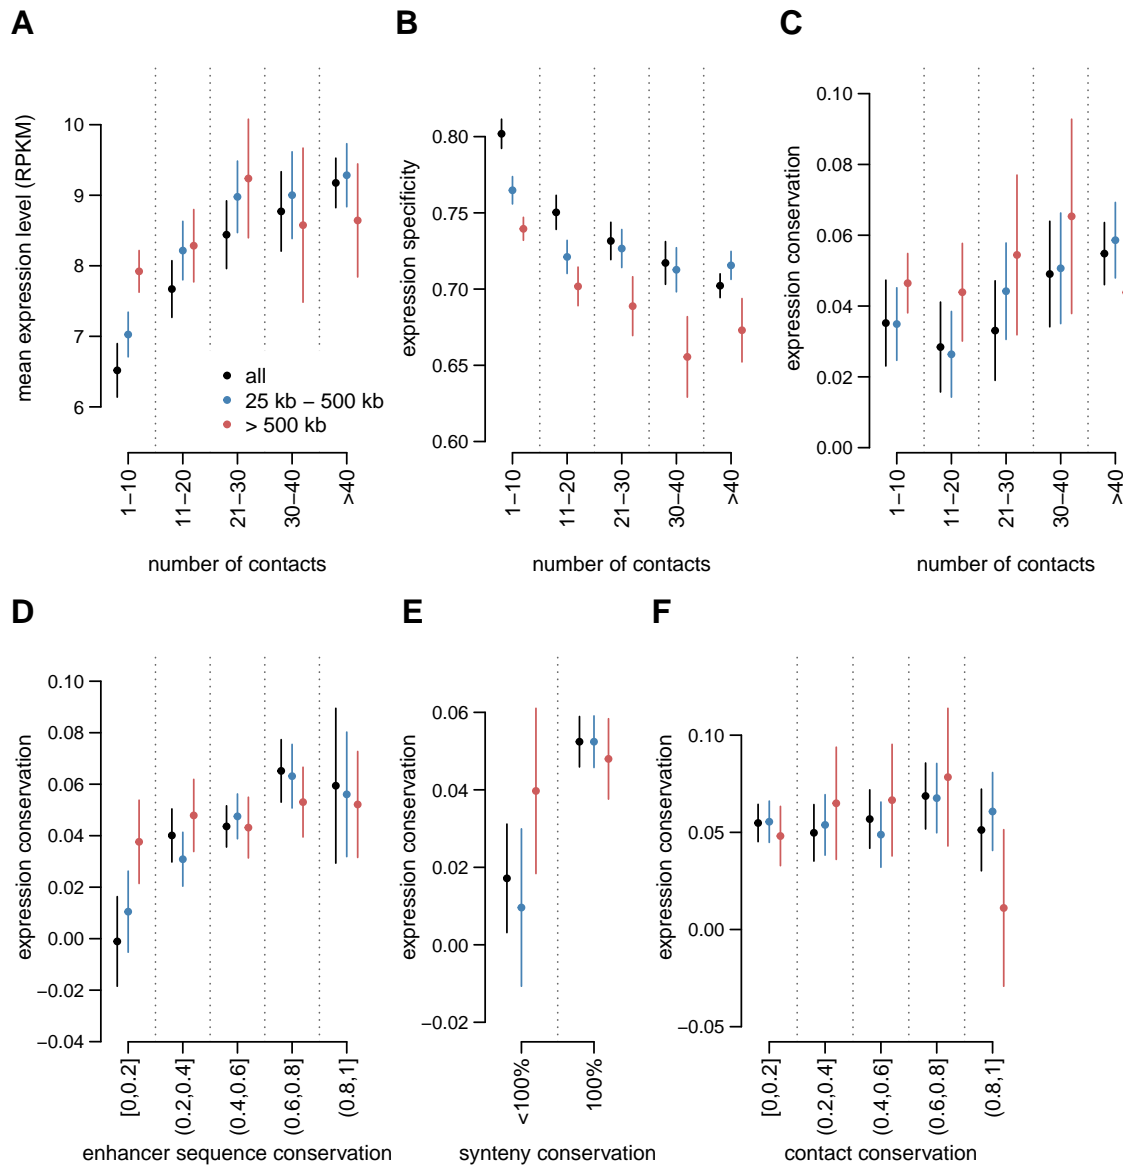 A
B
C
mean expression level (RPKM)
10
9
8
7
6
all
25 kb − 500 kb
> 500 kb
1−10
11−20
21−30
30−40
>40
number of contacts
expression specificity
0.80
0.75
0.70
0.65
0.60
1−10
11−20
21−30
30−40
>40
number of contacts
expression conservation
0.10
0.08
0.06
0.04
0.02
0.00
1−10
11−20
21−30
30−40
>40
number of contacts
D
E
F
expression conservation
0.10
0.08
0.06
0.04
0.02
0.00
−0.02
−0.04
[0,0.2]
(0.2,0.4]
(0.4,0.6]
(0.6,0.8]
(0.8,1]
enhancer sequence conservation
expression conservation
0.06
0.04
0.02
0.00
−0.02
<100%
100%
synteny conservation
expression conservation
0.10
0.05
0.00
−0.05
[0,0.2]
(0.2,0.4]
(0.4,0.6]
(0.6,0.8]
(0.8,1]
contact conservation